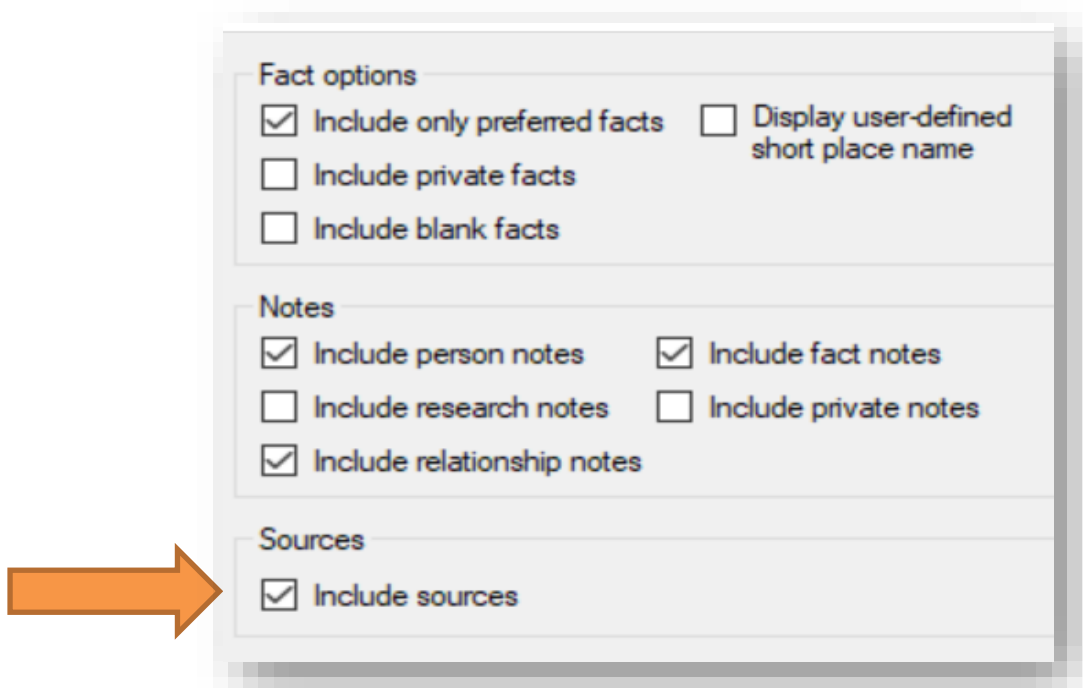 Fact options
Include only preferred facts
Display user-defined
short place name
Include private facts
Include blank facts
Notes
Include person notes
Include fact notes
Include research notes
Include private notes
Include relationship notes
Sources
Include sources